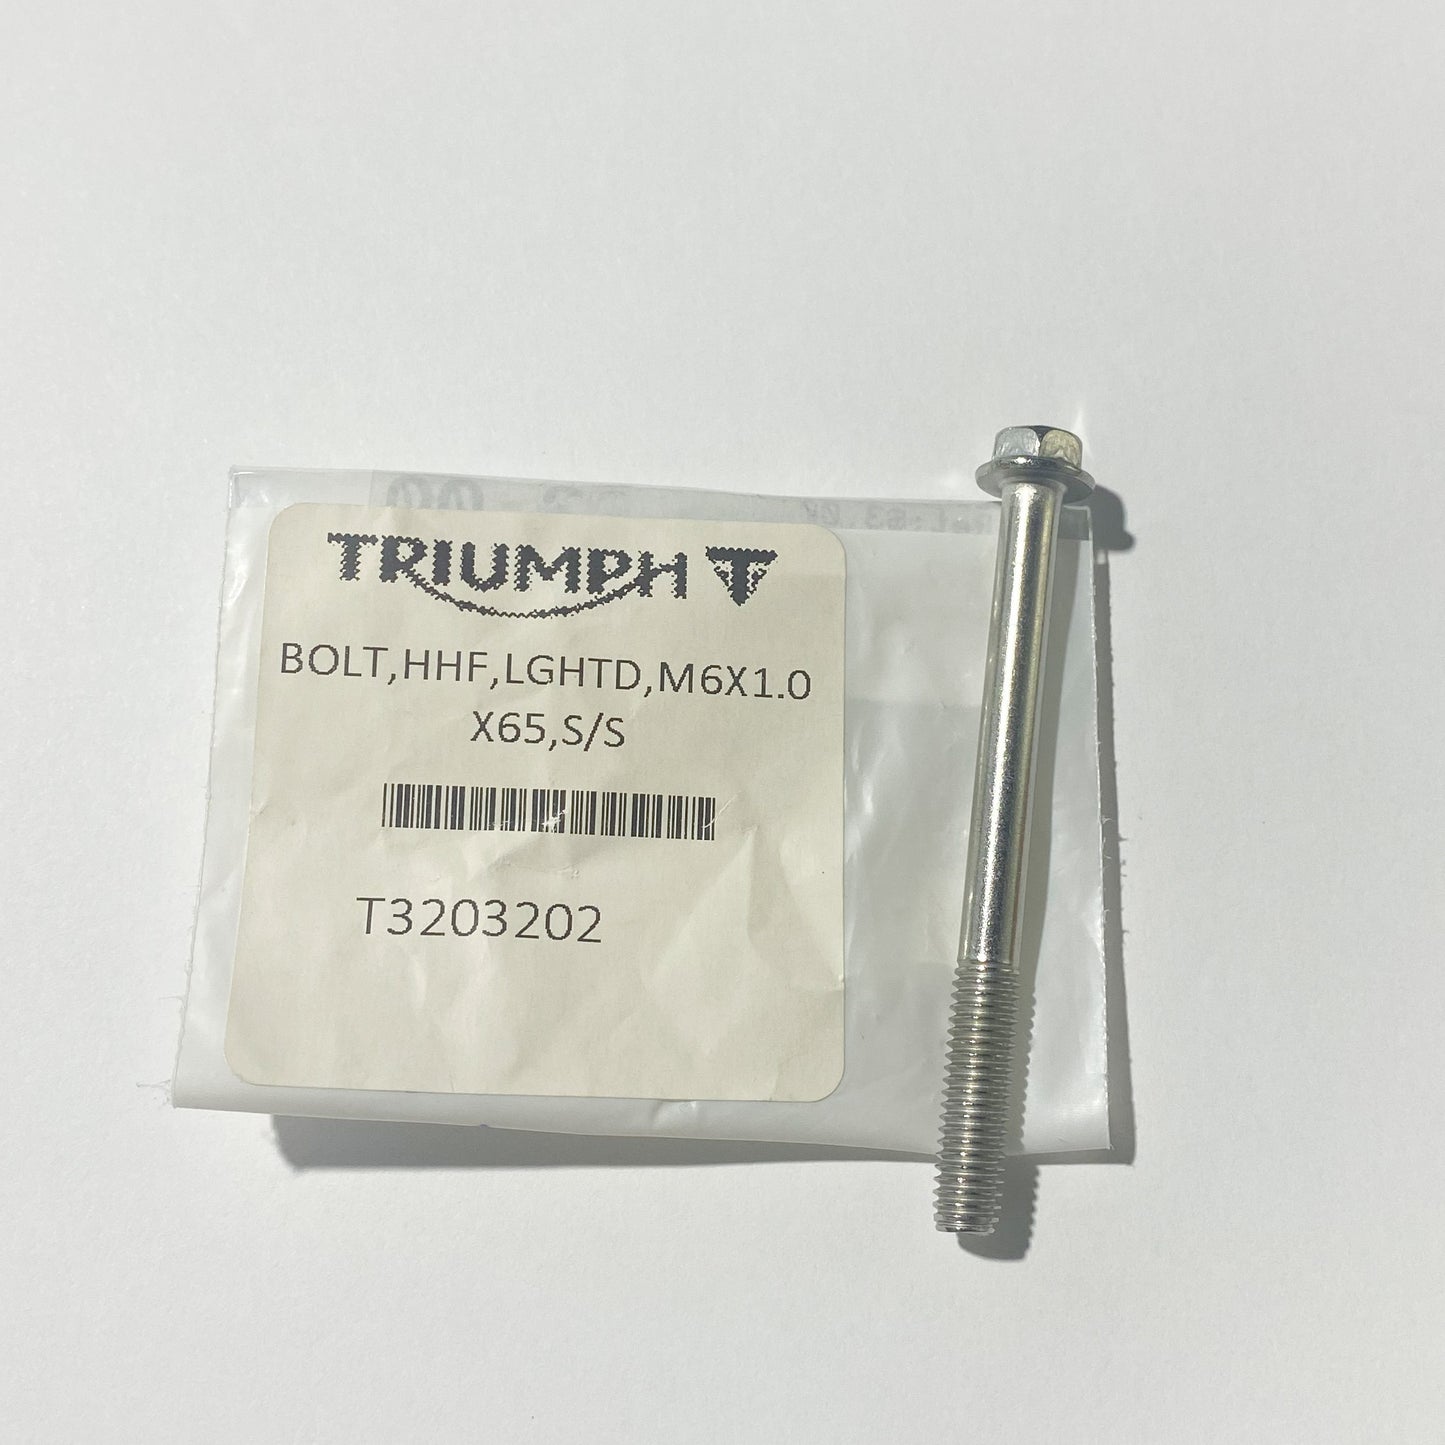 TRIUMPH
BOLT,HHF,LGHTD,M6X1.0
X65,S/S
T3203202